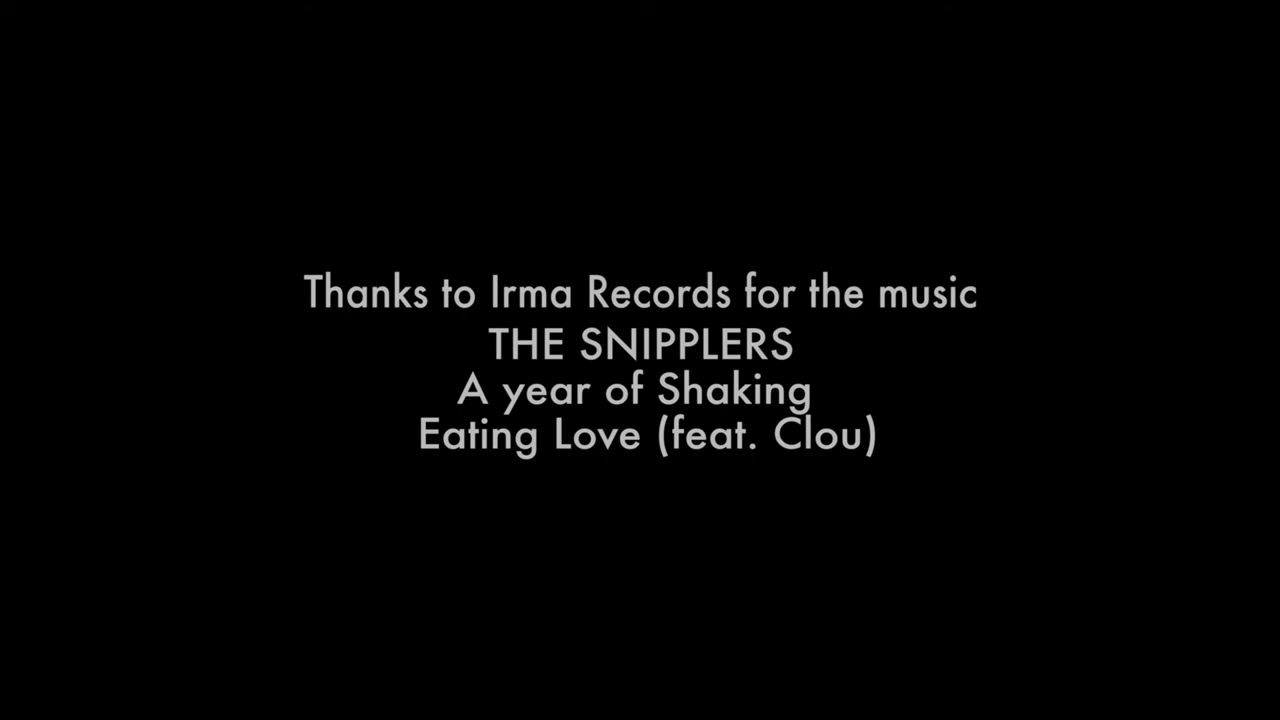 Thanks to Irma Records for the music
THE SNIPPLERS
A year of Shaking
Eating Love (feat. Clou)